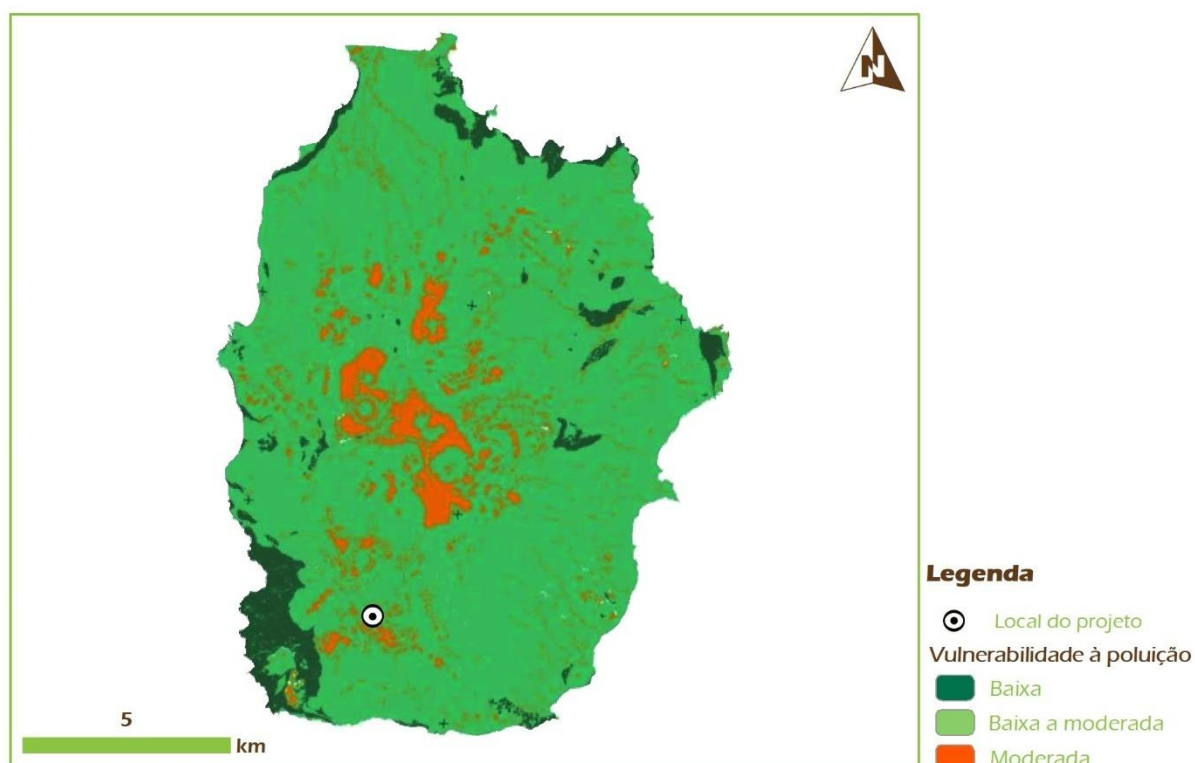 N
5
km
Legenda
Local do projeto
Vulnerabilidade à poluição
Baixa
Baixa a moderada
Moderada